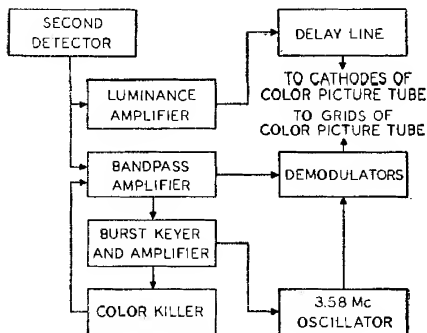 SECOND
DETECTOR
DELAY LINE
LUMINANCE
AMPLIFIER
TO CATHODES OF
COLOR PICTURE TUBE
TO GRIDS OF
COLOR PICTURE TUBE
BANDPASS
AMPLIFIER
DEMODULATORS
BURST KEYER
AND AMPLIFIER
COLOR KILLER
3.58 Mc
OSCILLATOR